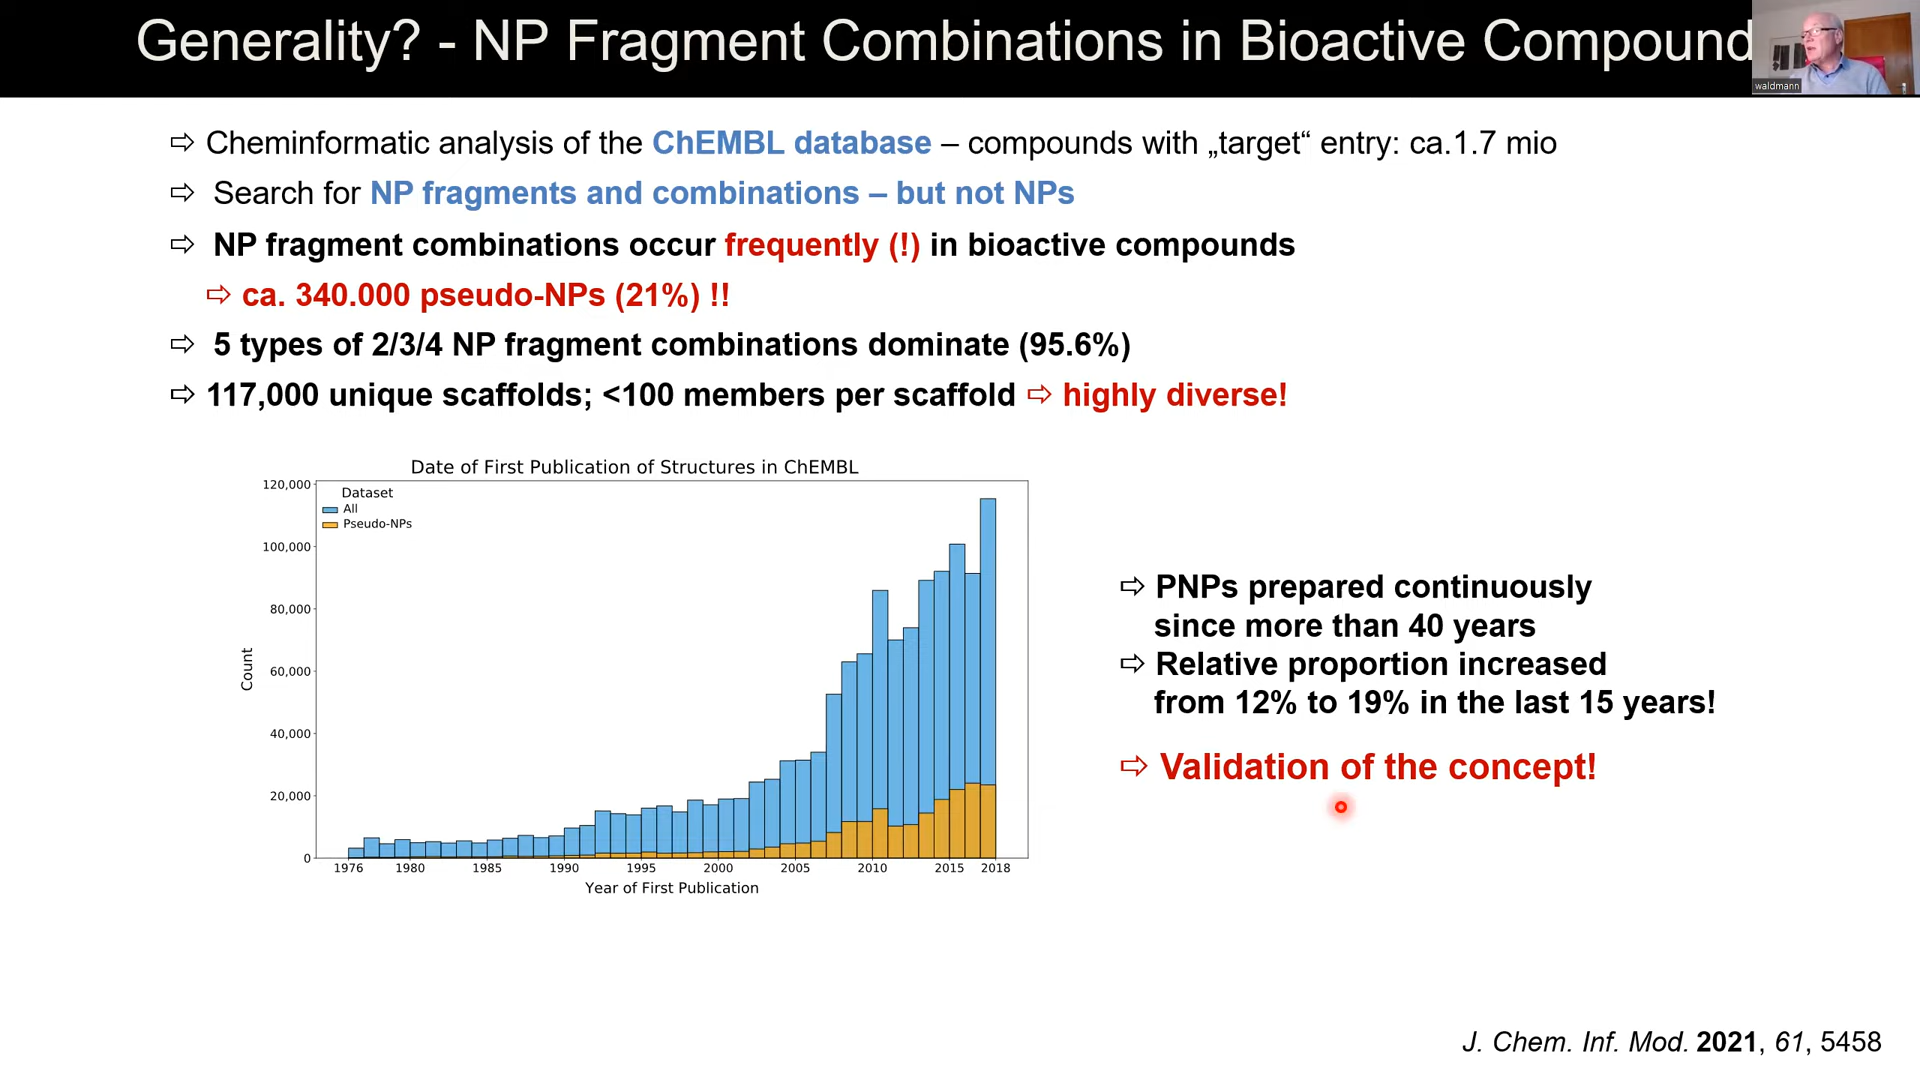 Generality? - NP Fragment Combinations in Bioactive Compound
waldmann
⇨ Cheminformatic analysis of the ChEMBL database – compounds with „target“ entry: ca.1.7 mio
⇨ Search for NP fragments and combinations – but not NPs
⇨ NP fragment combinations occur frequently (!) in bioactive compounds
⇨ ca. 340.000 pseudo-NPs (21%) !!
⇨ 5 types of 2/3/4 NP fragment combinations dominate (95.6%)
⇨ 117,000 unique scaffolds; <100 members per scaffold ⇨ highly diverse!
Date of First Publication of Structures in ChEMBL
Dataset
All
Pseudo-NPs
120,000
100,000
80,000
60,000
40,000
20,000
0
Count
1976 1980 1985 1990 1995 2000 2005 2010 2015 2018
Year of First Publication
⇨ PNPs prepared continuously
since more than 40 years
⇨ Relative proportion increased
from 12% to 19% in the last 15 years!
⇨ Validation of the concept!
J. Chem. Inf. Mod. 2021, 61, 5458